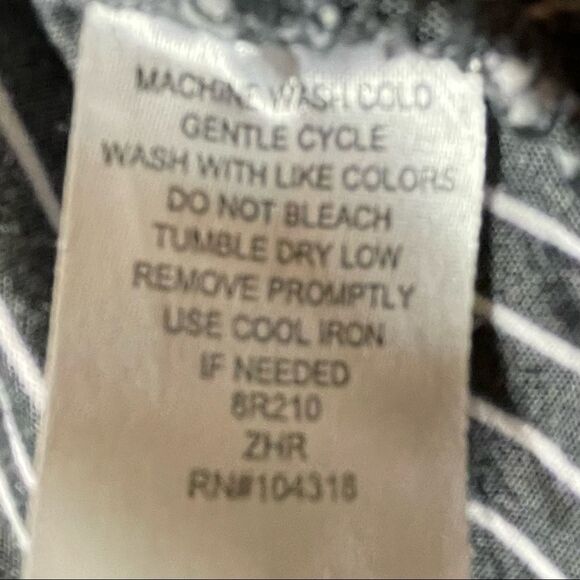 MACHINE WASH COLD
GENTLE CYCLE
WASH WITH LIKE COLORS
DO NOT BLEACH
TUMBLE DRY LOW
REMOVE PROMPTLY
USE COOL IRON
IF NEEDED
8R210
ZHR
RN#104318